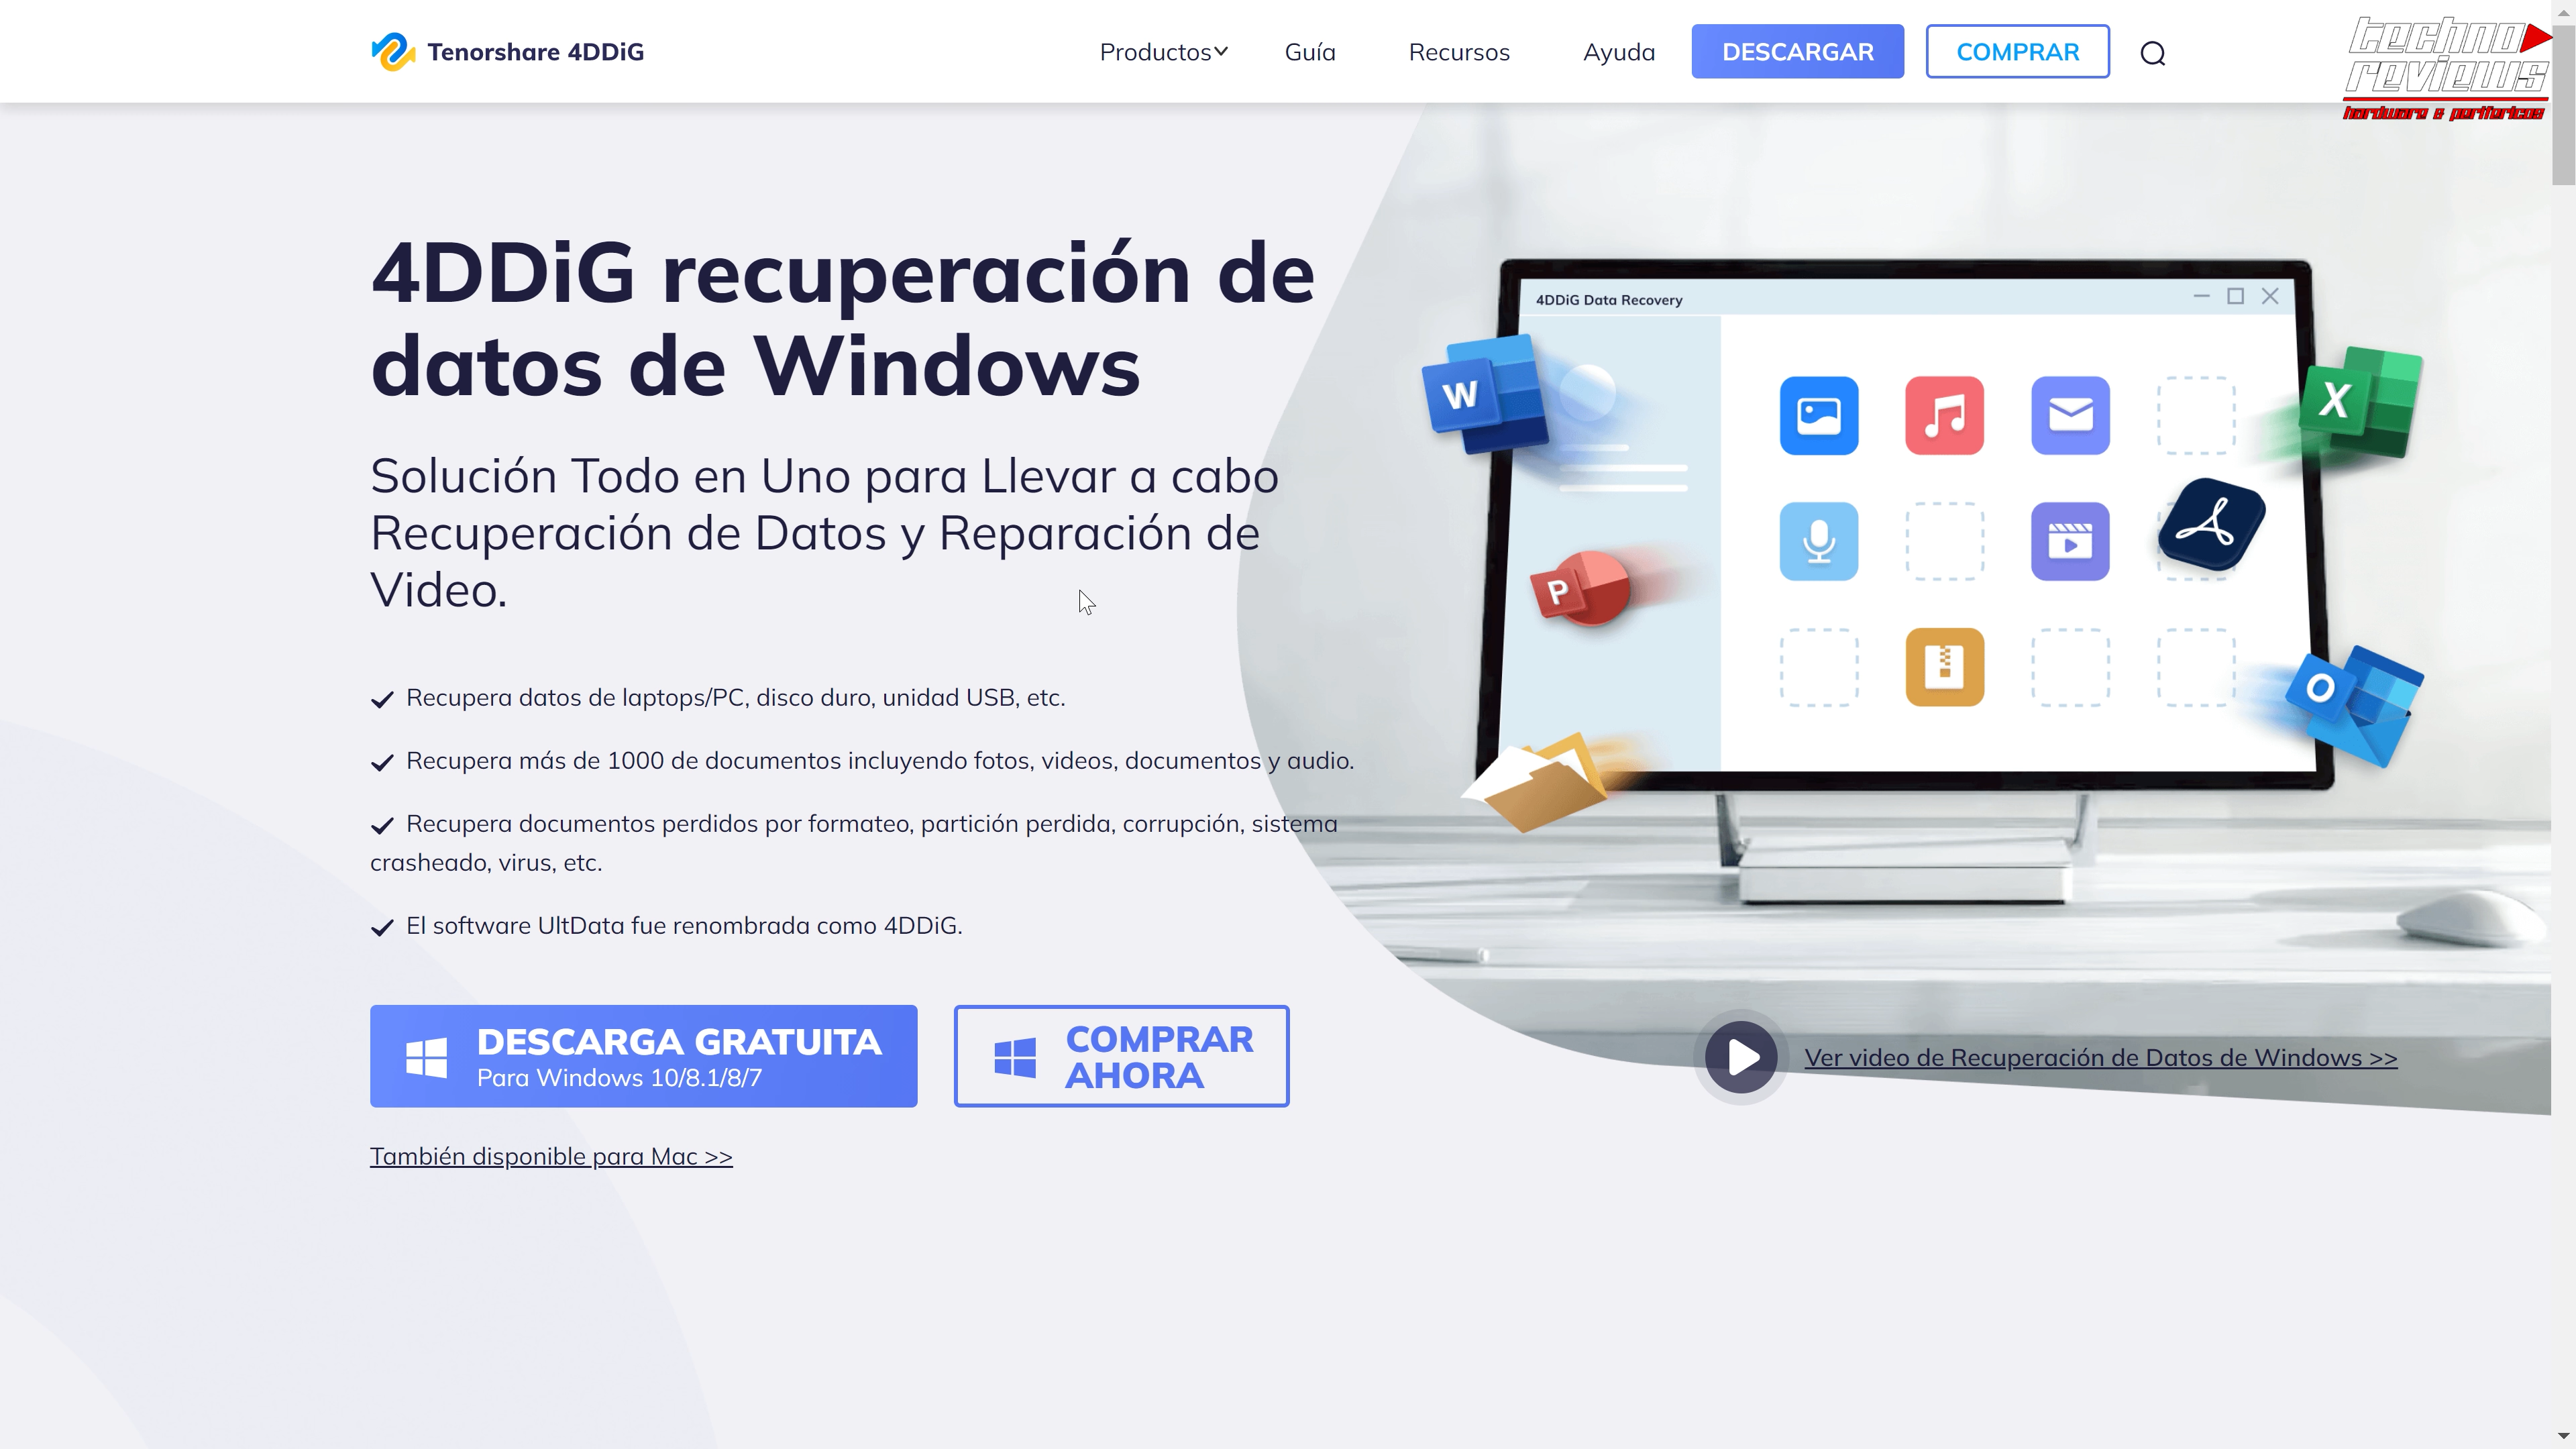 Tenorshare 4DDiG
Productos
Guía
Recursos
Ayuda
DESCARGAR
COMPRAR
techno
reviews
hardware & perifericos
4DDiG recuperación de
datos de Windows
Solución Todo en Uno para Llevar a cabo
Recuperación de Datos y Reparación de
Video.
Recupera datos de laptops/PC, disco duro, unidad USB, etc.
Recupera más de 1000 de documentos incluyendo fotos, videos, documentos y audio.
Recupera documentos perdidos por formateo, partición perdida, corrupción, sistema
crasheado, virus, etc.
El software UltData fue renombrada como 4DDiG.
DESCARGA GRATUITA
Para Windows 10/8.1/8/7
COMPRAR
AHORA
También disponible para Mac >>
4DDiG Data Recovery
W
X
P
O
Ver video de Recuperación de Datos de Windows >>